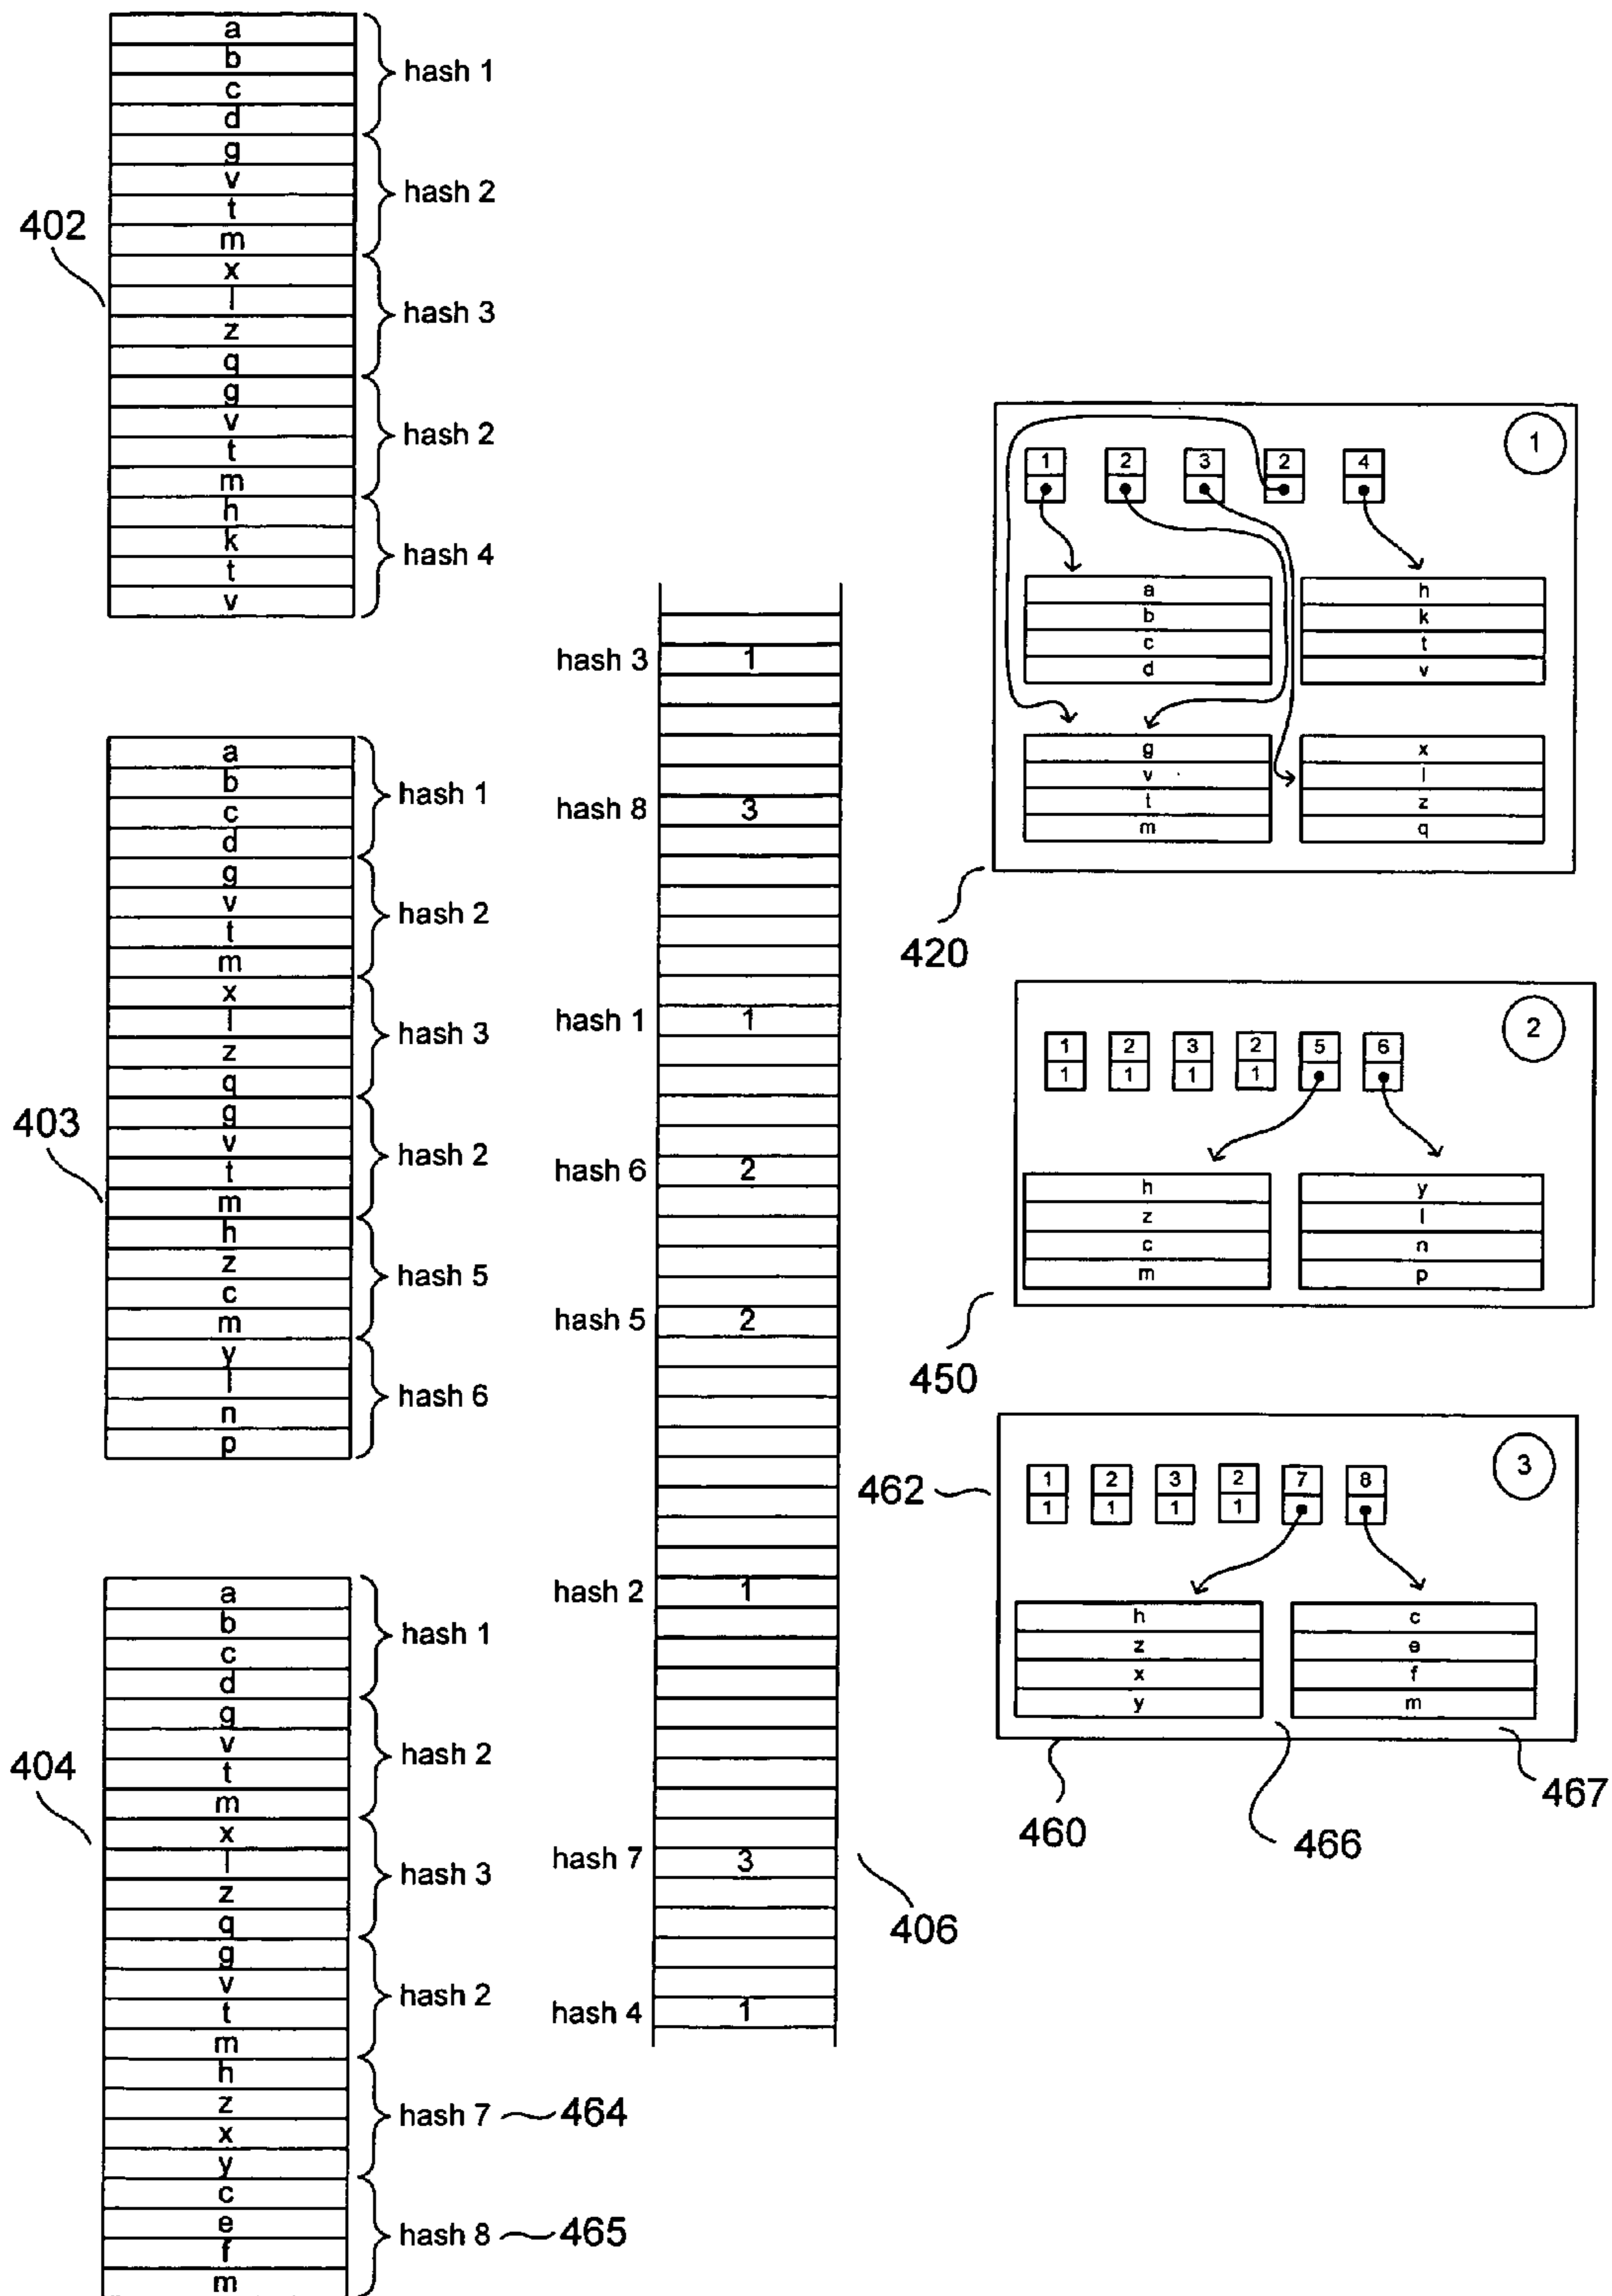 402
a
b
c
d
hash 1
g
v
t
m
hash 2
x
l
z
q
hash 3
g
v
t
m
hash 2
h
k
t
v
hash 4
403
a
b
c
d
hash 1
g
v
t
m
hash 2
x
l
z
q
hash 3
g
v
t
m
hash 2
h
z
c
m
hash 5
y
l
n
p
hash 6
404
a
b
c
d
hash 1
g
v
t
m
hash 2
x
l
z
q
hash 3
g
v
t
m
hash 2
h
z
x
y
hash 7 464
c
e
f
m
hash 8 465
hash 3 1
hash 8 3
hash 1 1
hash 6 2
hash 5 2
hash 2 1
hash 7 3
hash 4 1
406
1
1 2 3 2 4
a
b
c
d
h
k
t
v
g
v
t
m
x
l
z
q
420
2
1 2 3 2 5 6
1 1 1 1
h
z
c
m
y
l
n
p
450
3
462
1 2 3 2 7 8
1 1 1 1
h
z
x
y
c
e
f
m
460
466
467